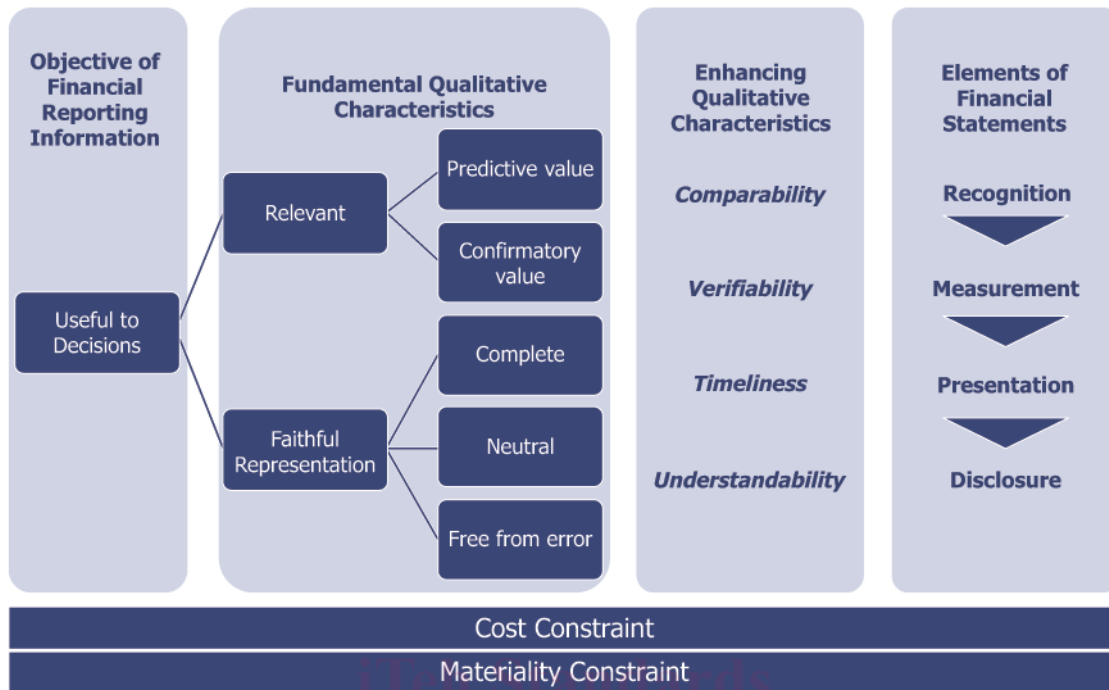 Objective of
Financial
Reporting
Information
Useful to
Decisions
Fundamental Qualitative
Characteristics
Relevant
Predictive value
Confirmatory
value
Faithful
Representation
Complete
Neutral
Free from error
Enhancing
Qualitative
Characteristics
Comparability
Verifiability
Timeliness
Understandability
Elements of
Financial
Statements
Recognition
Measurement
Presentation
Disclosure
Cost Constraint
Materiality Constraint